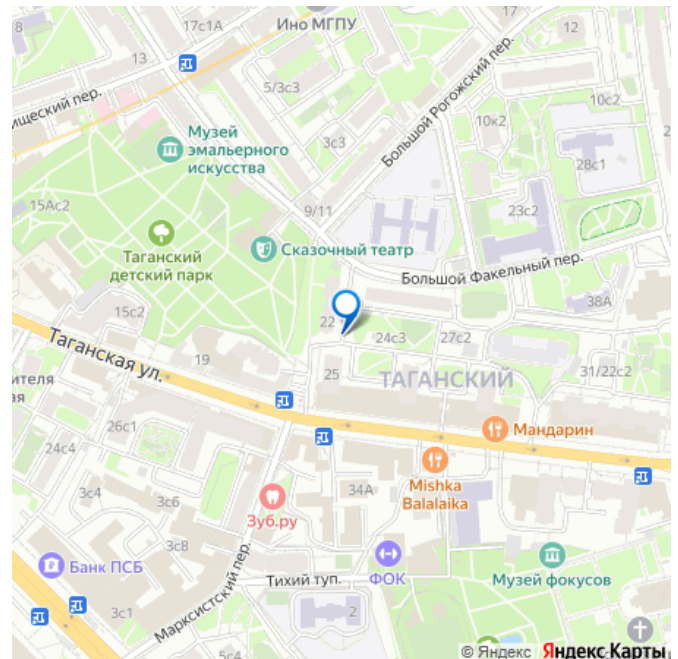 8
17с1А
Ино МГПУ
17
12
13
5/3с3
10с2
ищеский пер.
10к2
Музей
эмальерного
искусства
3с3
Большой Рогожский пер.
28с1
15Ас2
9/11
23с2
Таганский
детский парк
Сказочный театр
Большой Факельный пер.
38А
15с2
22
24с3
27с2
Таганская ул.
19
25
ТАГАНСКИЙ
31/22с2
ителя
ая
26с1
Мандарин
24с4
Mishka
Balalaika
3с4
3с6
Зуб.ру
34А
3с8
Банк ПСБ
ФОК
Музей фокусов
Тихий туп.
3с1
Марксистский пер.
2
5с4
© Яндекс Яндекс Карты